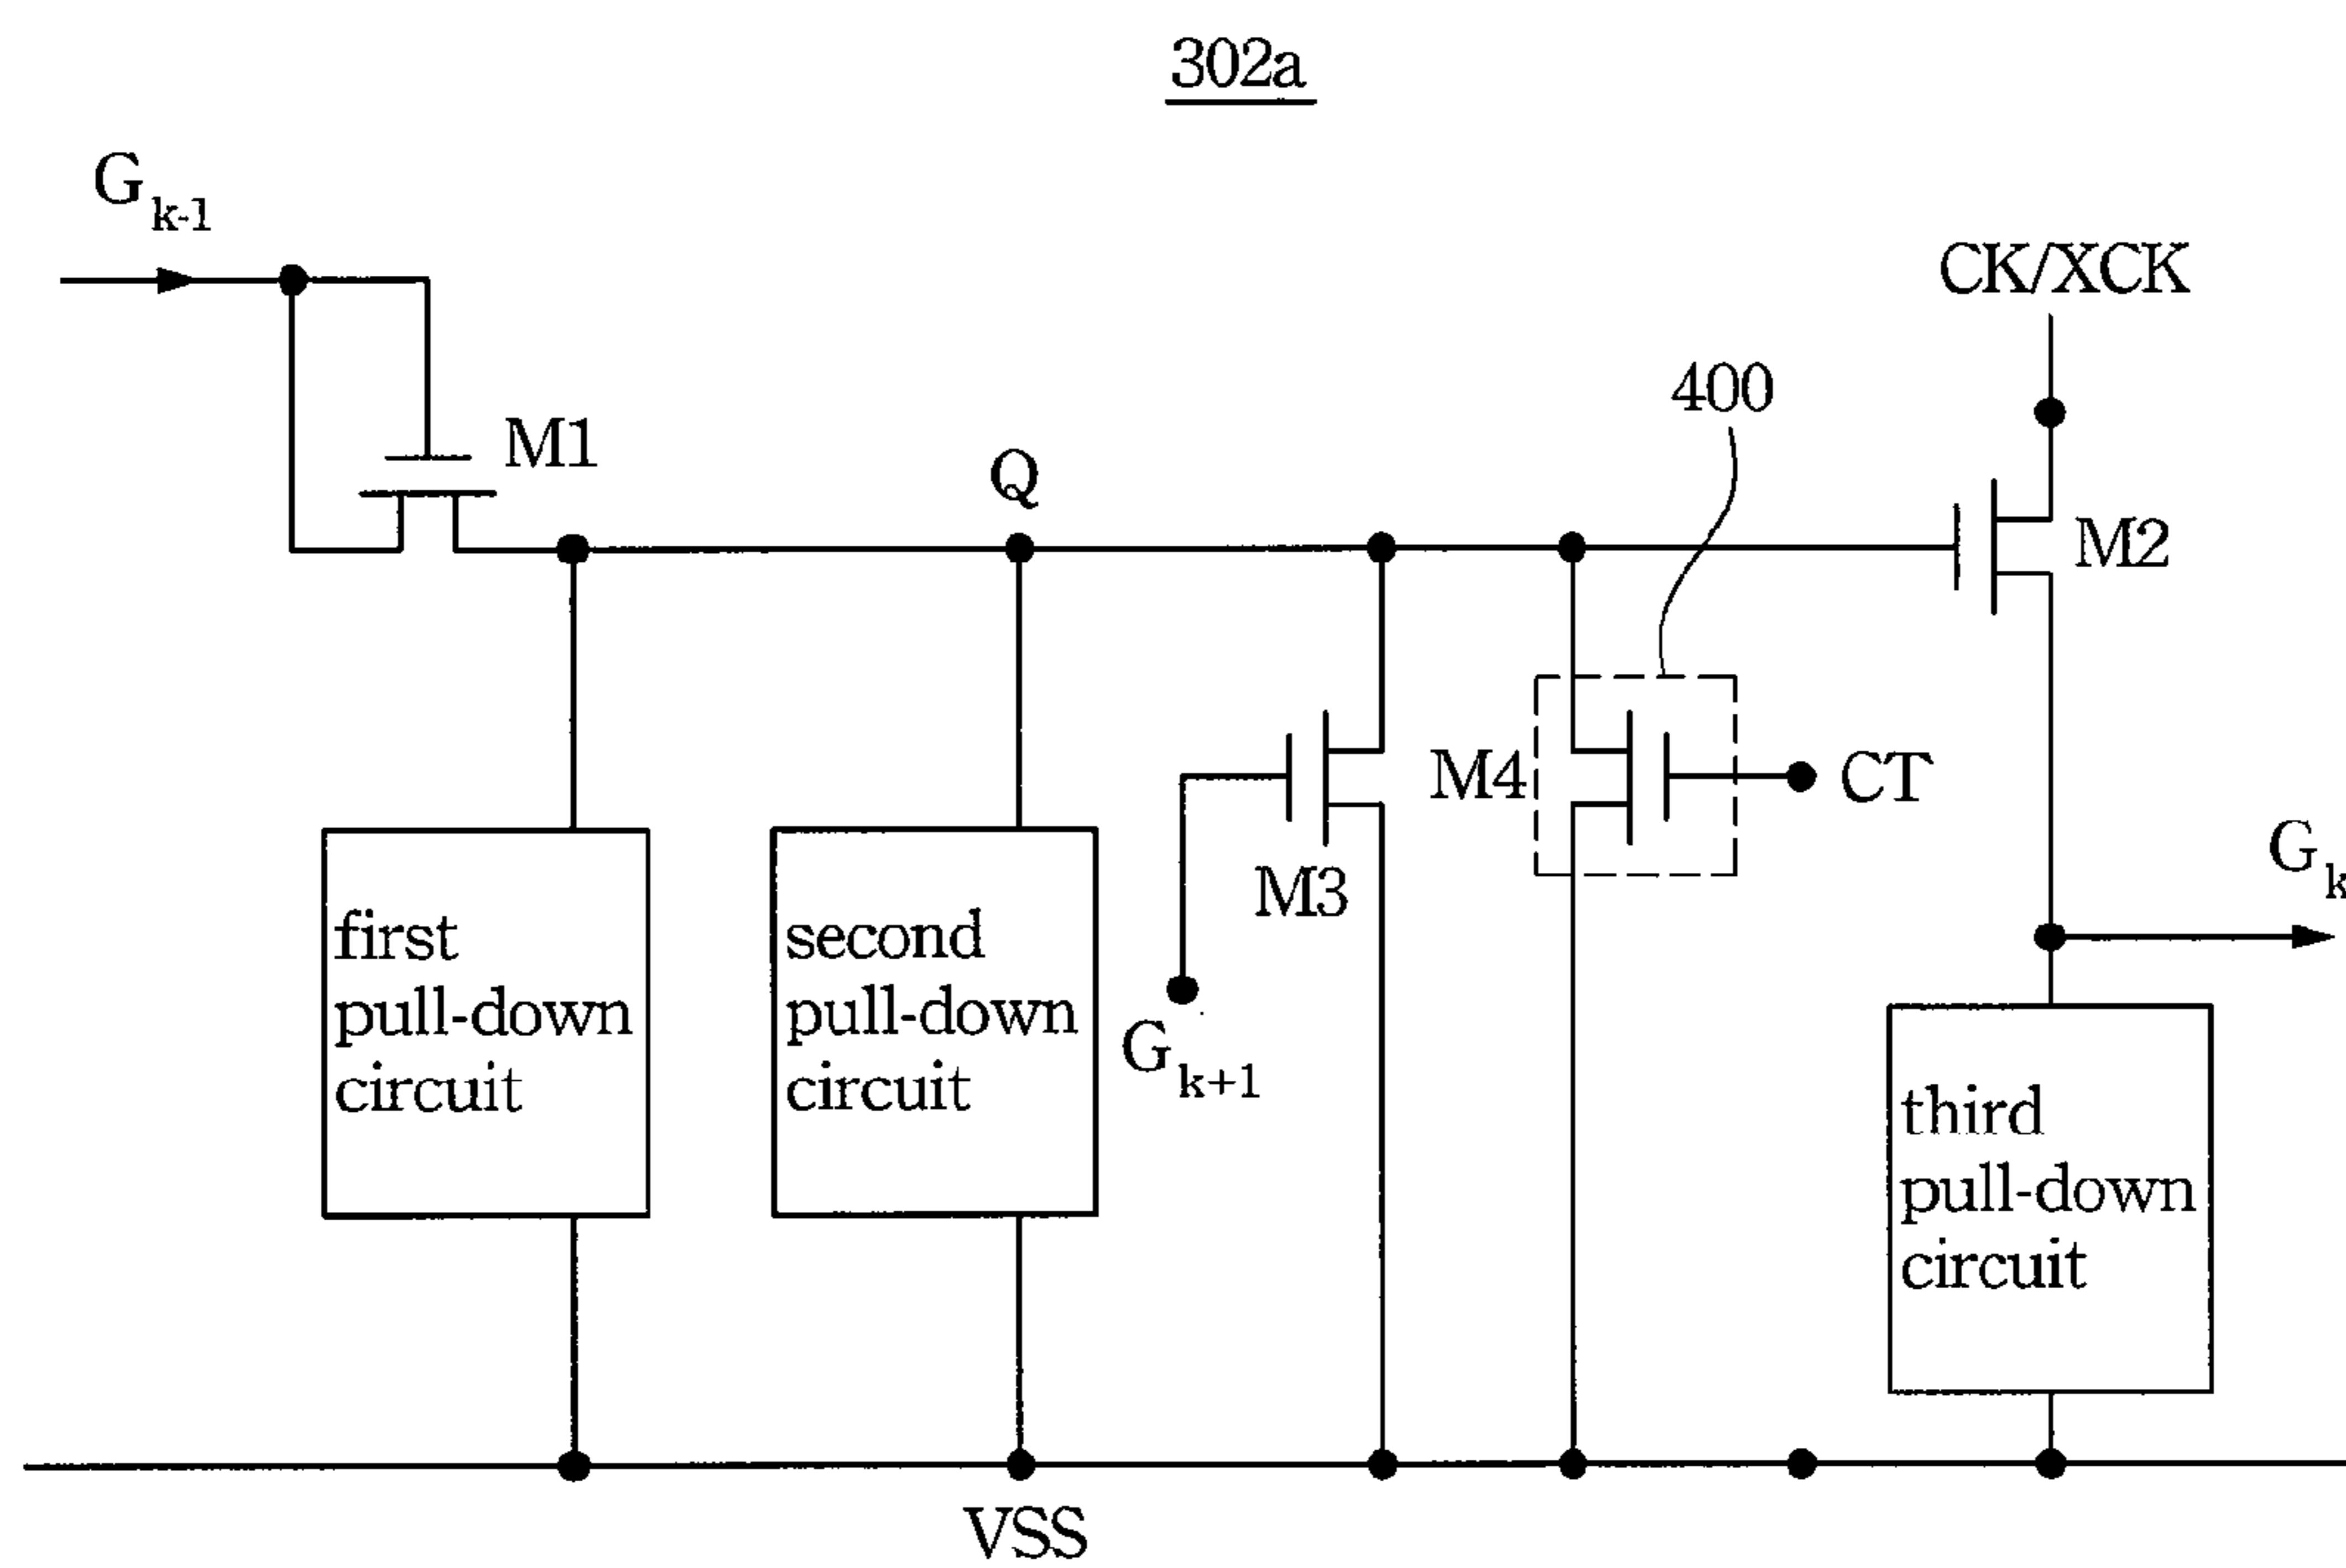 302a
G k-1
CK/XCK
400
M1
Q
M2
M4
CT
M3
G k
first
pull-down
circuit
second
pull-down
circuit
G k+1
third
pull-down
circuit
VSS